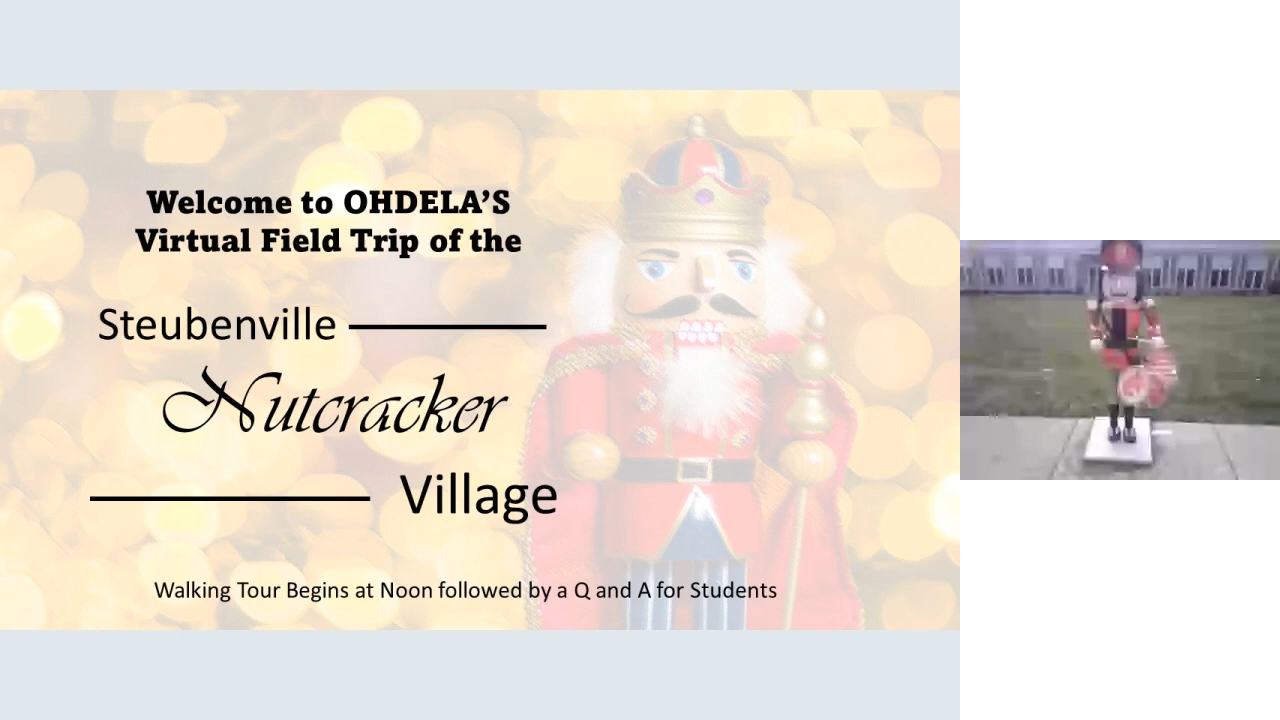 Welcome to OHDELA’S
Virtual Field Trip of the
Steubenville
Nutcracker
Village
Walking Tour Begins at Noon followed by a Q and A for Students